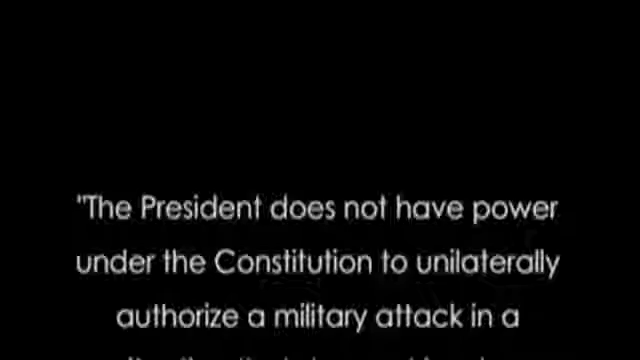 "The President does not have power
under the Constitution to unilaterally
authorize a military attack in a